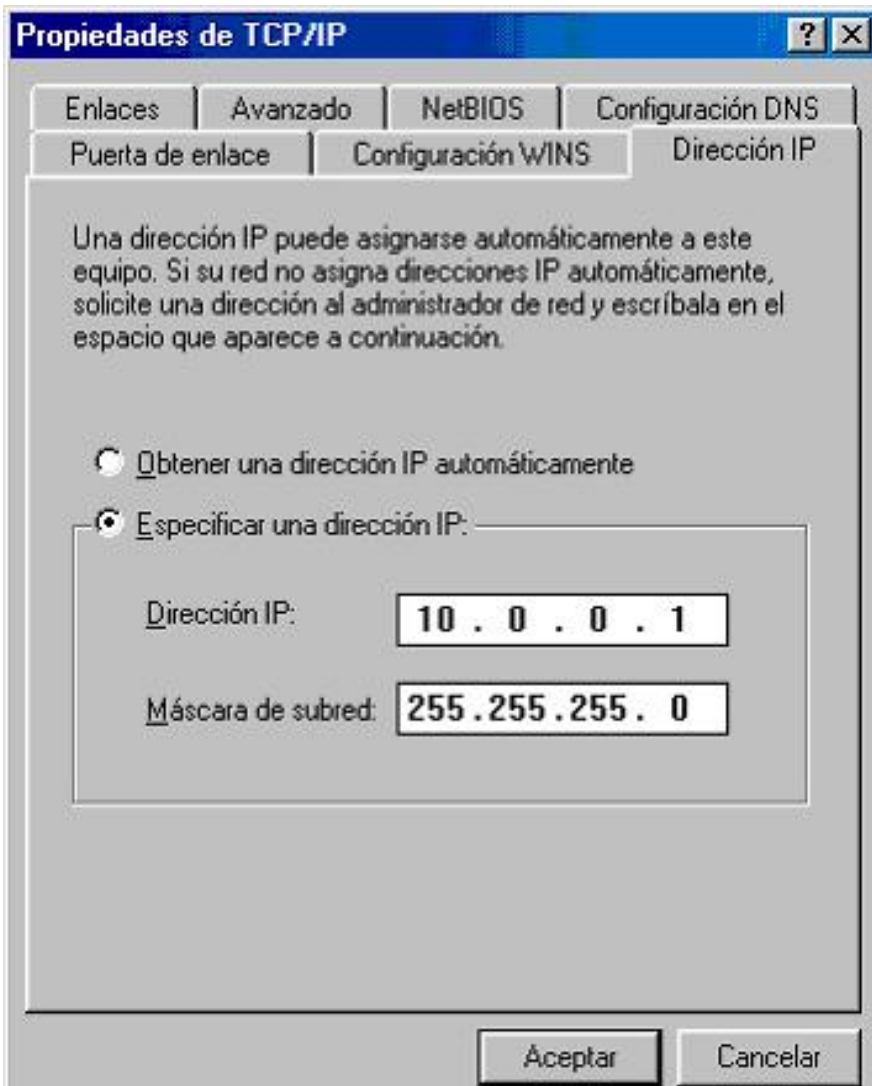 Propiedades de TCP/IP
Enlaces
Avanzado
NetBIOS
Configuración DNS
Puerta de enlace
Configuración WINS
Dirección IP
Una dirección IP puede asignarse automáticamente a este
equipo. Si su red no asigna direcciones IP automáticamente,
solicite una dirección al administrador de red y escríbala en el
espacio que aparece a continuación.
Obtener una dirección IP automáticamente
Especificar una dirección IP:
Dirección IP: 10 . 0 . 0 . 1
Máscara de subred: 255.255.255. 0
Aceptar
Cancelar